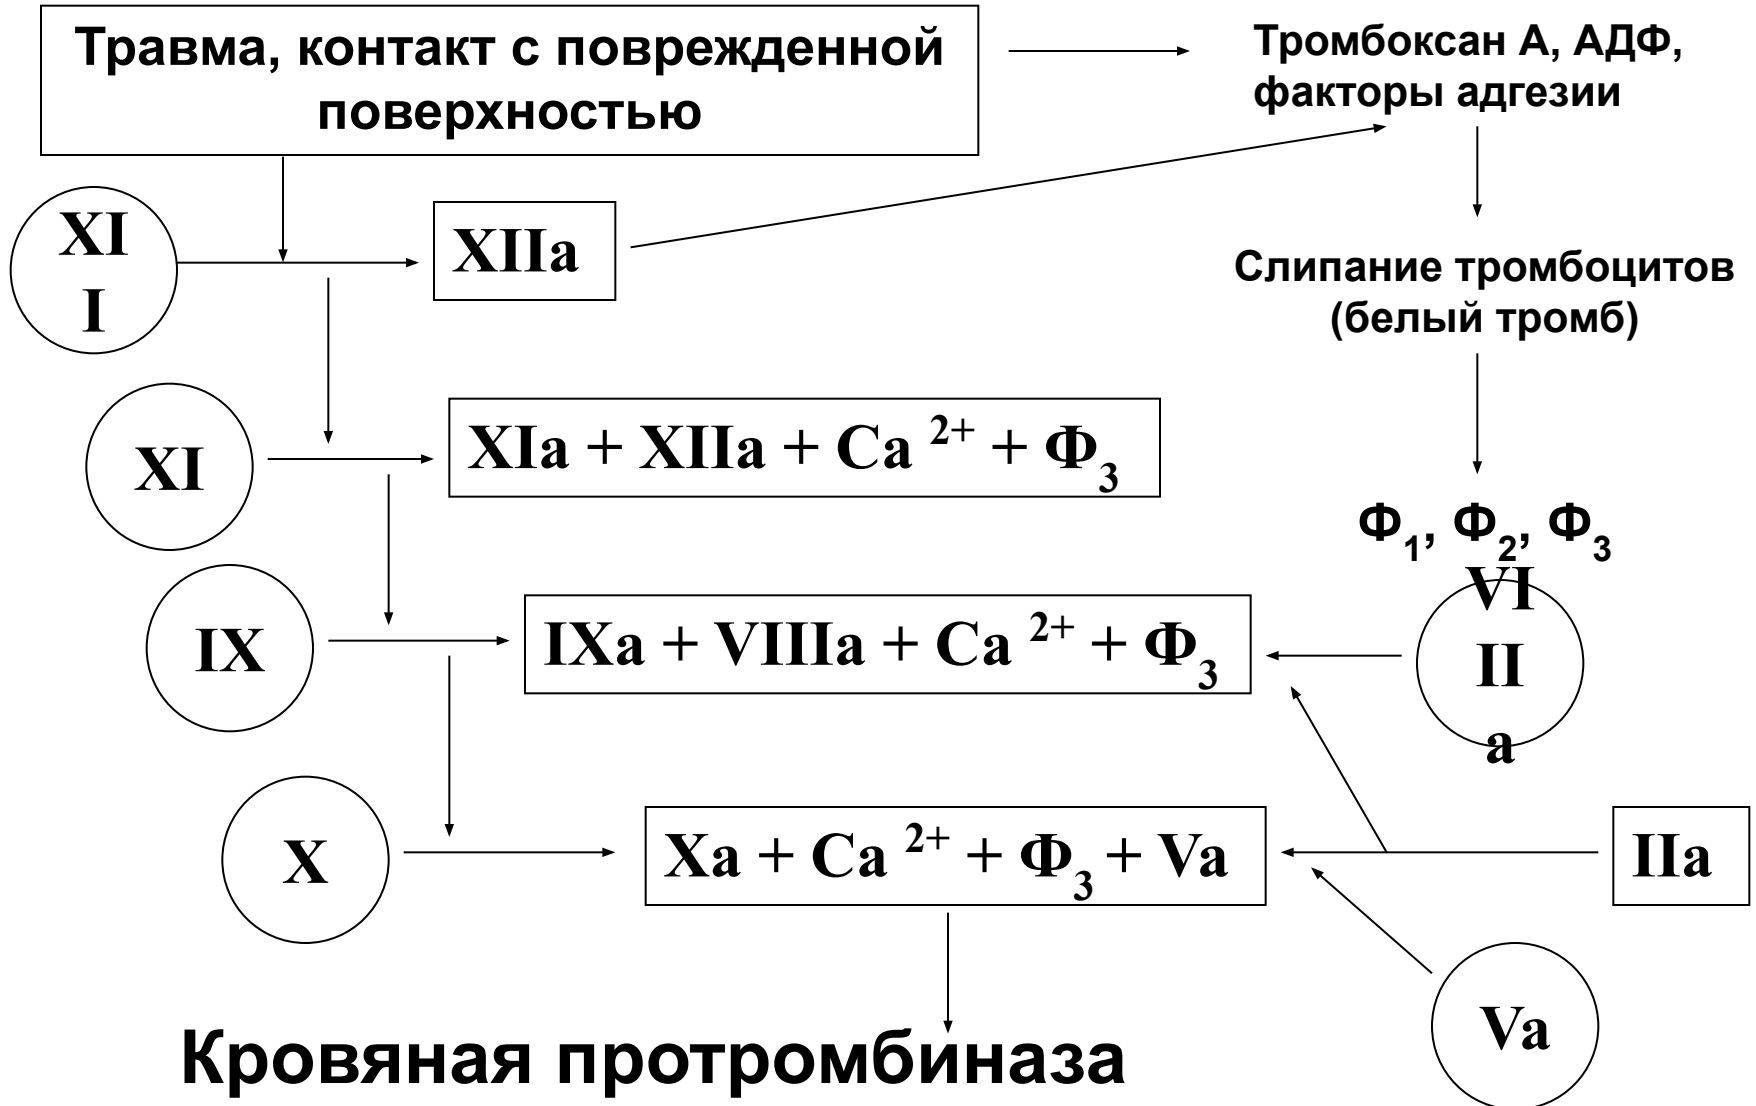 Травма, контакт с поврежденной
поверхностью
Тромбоксан А, АДФ,
факторы адгезии
XI
I
XIIa
Слипание тромбоцитов
(белый тромб)
XI
XIa + XIIa + Ca 2+ + Ф3
Ф1, Ф2, Ф3
IX
IXa + VIIIa + Ca 2+ + Ф3
VI
II
a
X
Xa + Ca 2+ + Ф3 + Va
IIa
Va
Кровяная протромбиназа